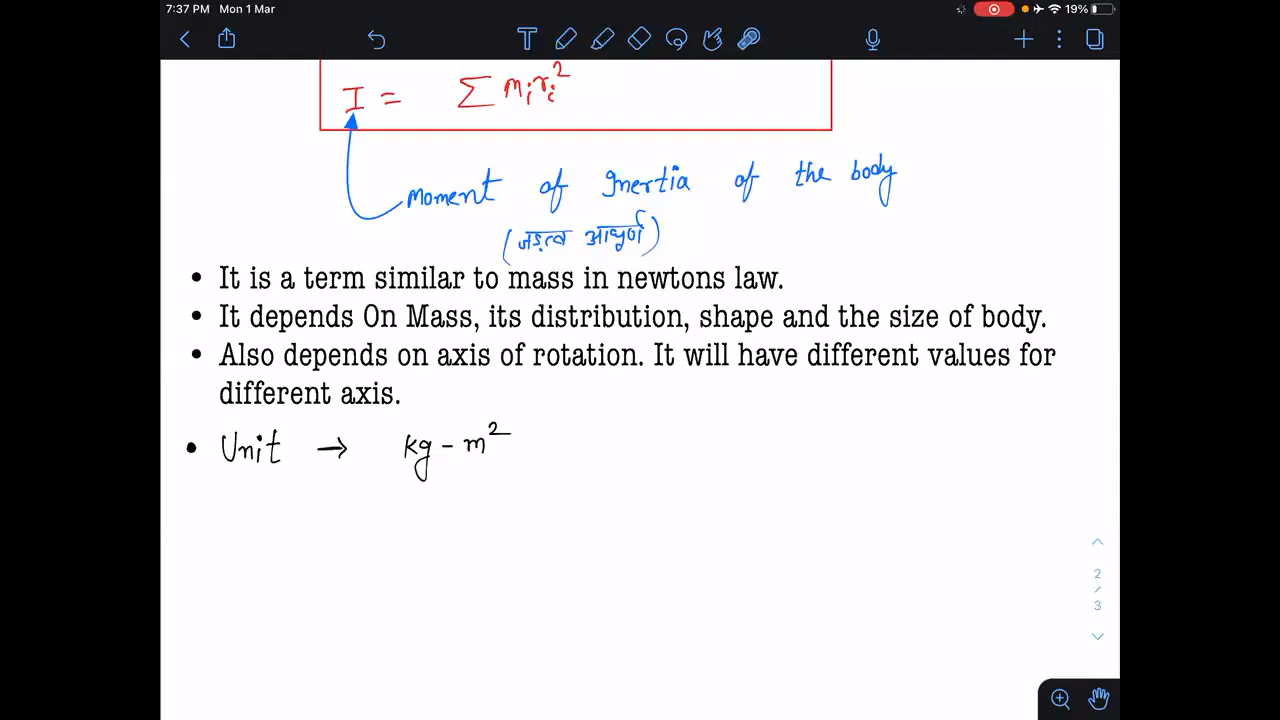 7:37 PM Mon 1 Mar 19%
I = Σ mᵢrᵢ²
Moment of Inertia of the body
(जड़त्व आघूर्ण)
• It is a term similar to mass in newtons law.
• It depends On Mass, its distribution, shape and the size of body.
• Also depends on axis of rotation. It will have different values for
different axis.
• Unit → kg - m²
2
/
3